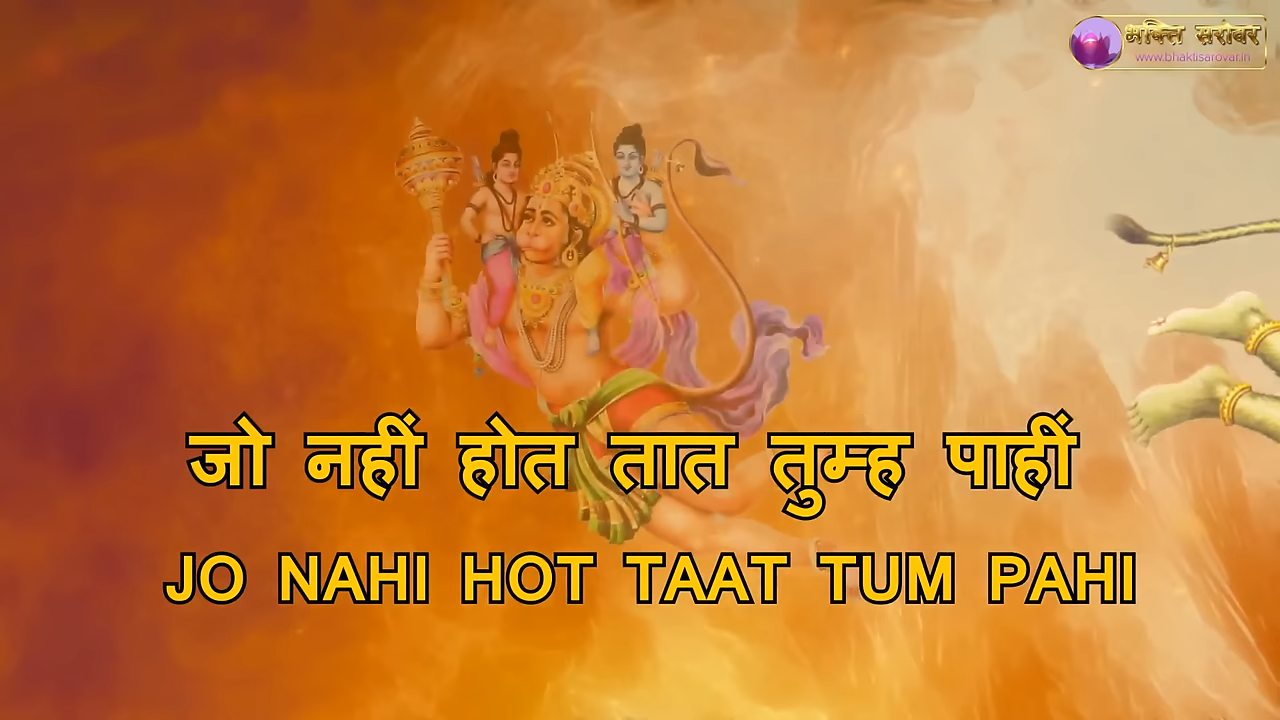 भक्ति सरोवर
www.bhaktisarovar.in
जो नहीं होत तात तुम्ह पाहीं
JO NAHI HOT TAAT TUM PAHI